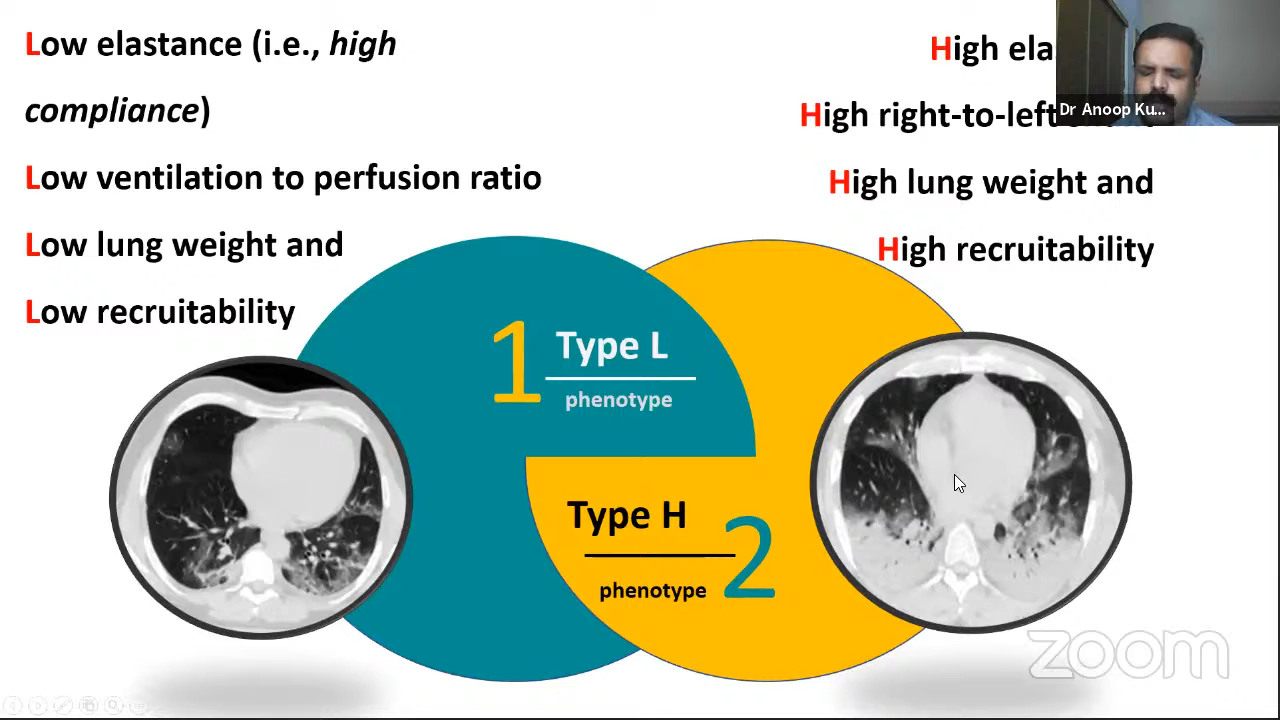 Low elastance (i.e., high
compliance)
Low ventilation to perfusion ratio
Low lung weight and
Low recruitability
High
High right-to-left
High lung weight and
High recruitability
Dr Anoop Ku...
1
Type L
phenotype
Type H
2
phenotype
zoom